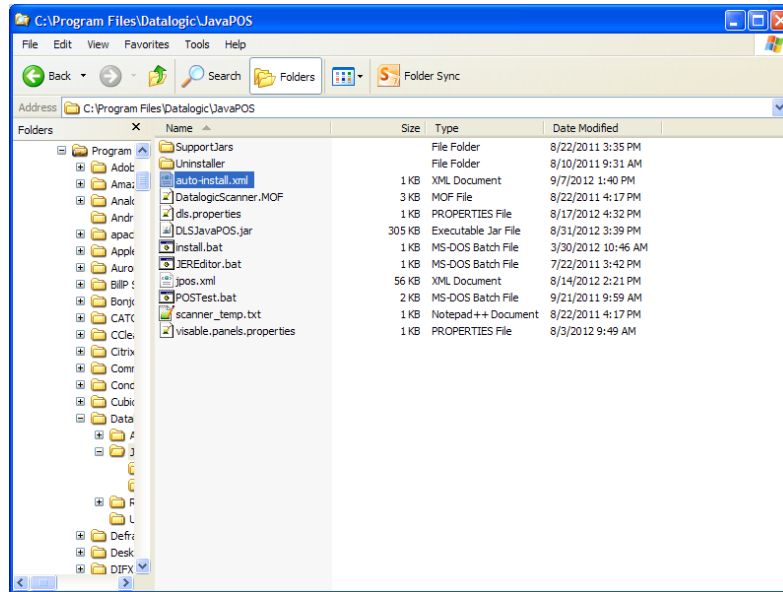 C:\Program Files\Datalogic\JavaPOS
File Edit View Favorites Tools Help
Back Search Folders Folder Sync
Address C:\Program Files\Datalogic\JavaPOS
Folders Name Size Type Date Modified
Program SupportJars File Folder 8/22/2011 3:35 PM
Adob Uninstaller File Folder 8/10/2011 9:31 AM
auto-install.xml 1 KB XML Document 9/7/2012 1:40 PM
DatalogicScanner.MOF 3 KB MOF File 8/22/2011 4:17 PM
Andr dls.properties 1 KB PROPERTIES File 8/17/2012 4:32 PM
apac DLSJavaPOS.jar 305 KB Executable Jar File 8/31/2012 3:39 PM
Apple install.bat 1 KB MS-DOS Batch File 3/30/2012 10:46 AM
Auro JEREditor.bat 1 KB MS-DOS Batch File 7/22/2011 3:42 PM
BillP jpos.xml 56 KB XML Document 8/14/2012 2:21 PM
Bonjo POSTest.bat 2 KB MS-DOS Batch File 9/21/2011 9:59 AM
scanner_temp.txt 1 KB Notepad++ Document 8/22/2011 4:17 PM
visable.panels.properties 1 KB PROPERTIES File 8/3/2012 9:49 AM
Citrix
Comr
Conc
Cubic
Data
Defra
Desk
DIFX